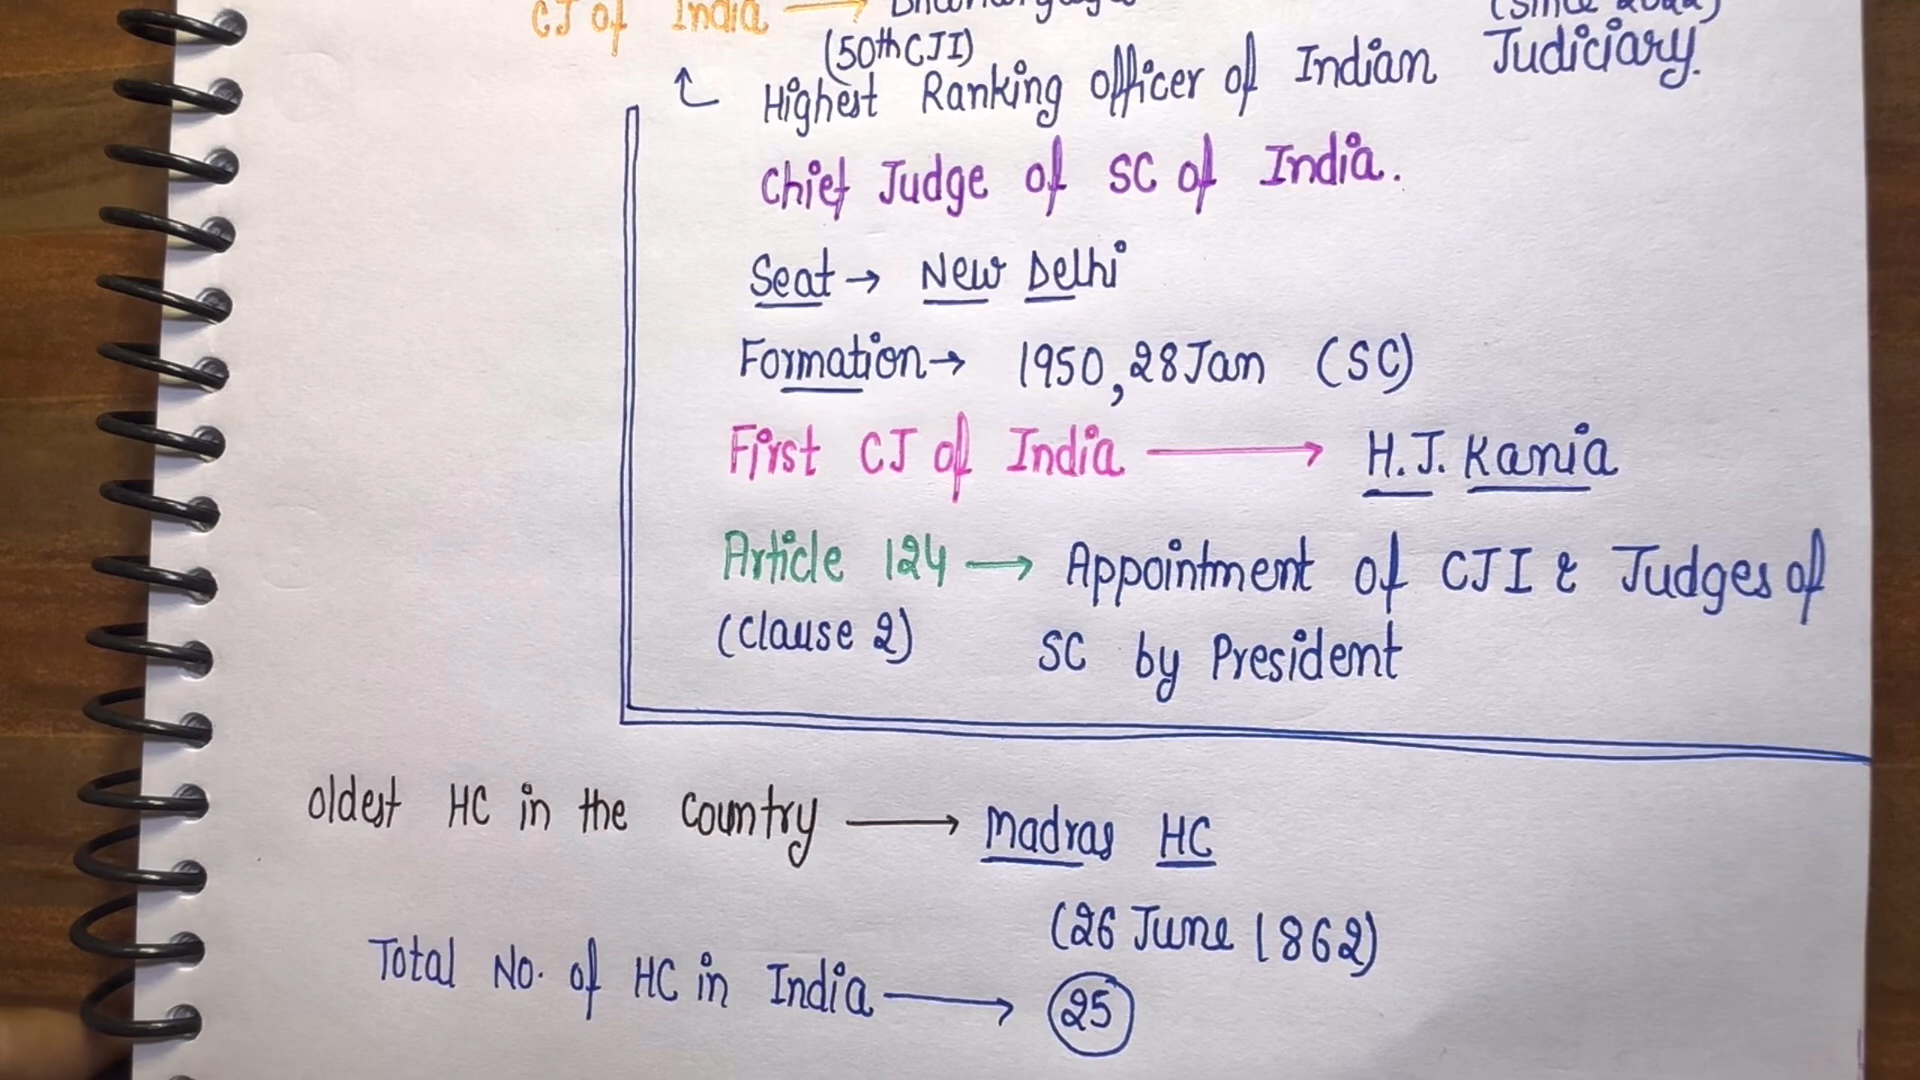 CJ of India →
(since 2022)
(50th CJI)
Highest Ranking officer of Indian Judiciary.
Chief Judge of SC of India.
Seat → New Delhi
Formation → 1950, 28 Jan (SC)
First CJ of India → H.J. Kania
Article 124 → Appointment of CJI & Judges of
(Clause 2) SC by President
Oldest HC in the Country → Madras HC
(26 June 1862)
Total No. of HC in India → 25